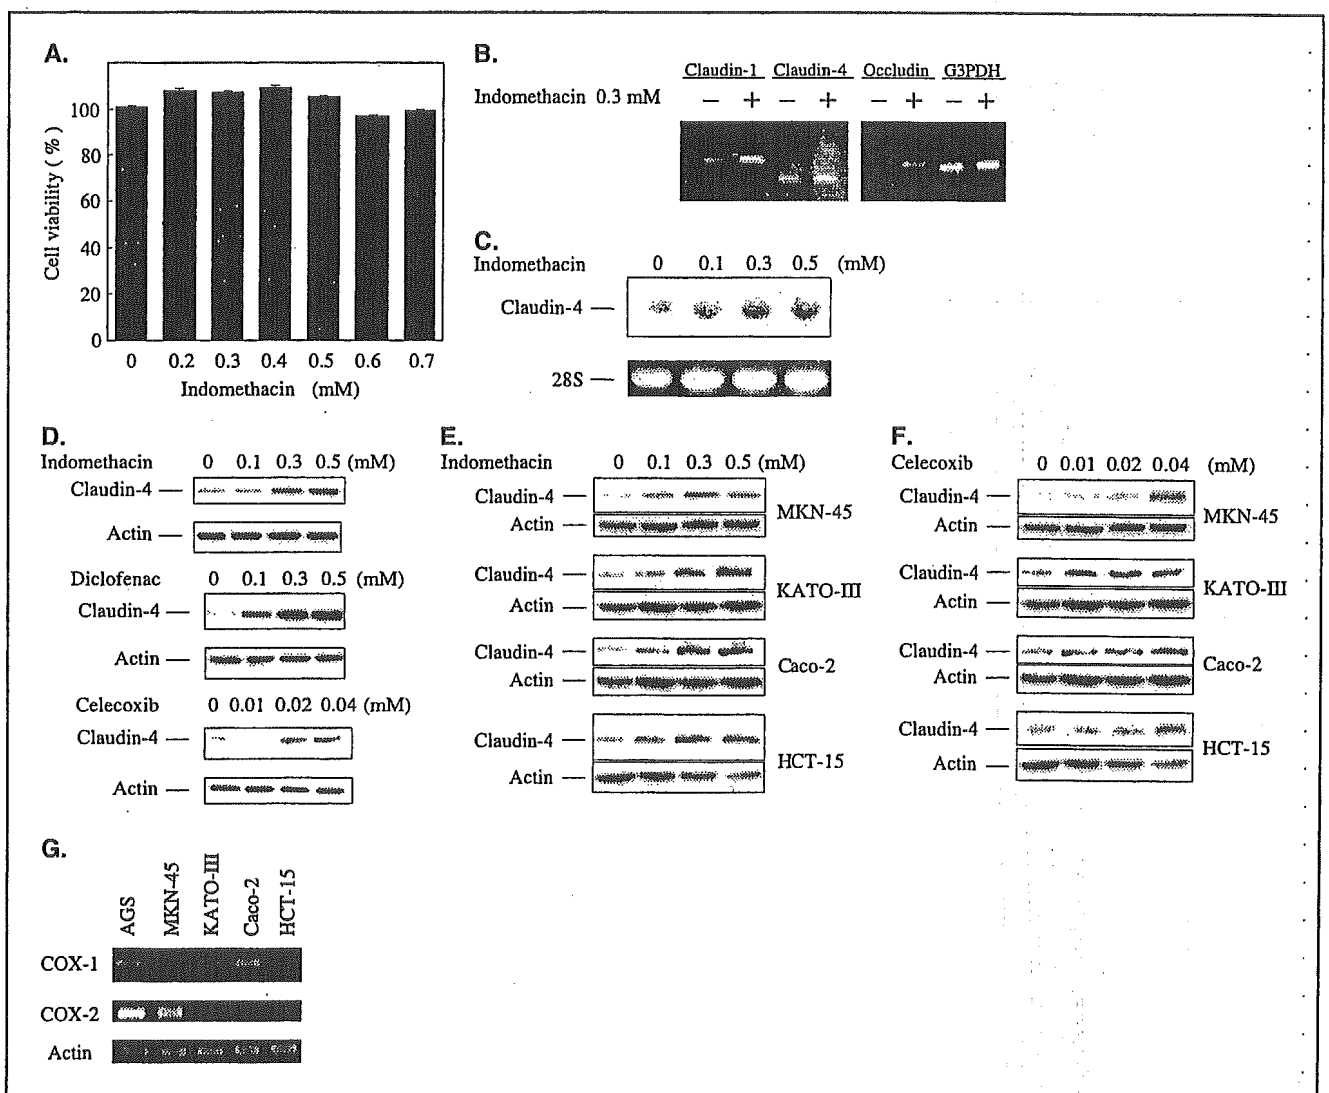 A.
Cell viability (%)
100
80
60
40
20
0
0 0.2 0.3 0.4 0.5 0.6 0.7
Indomethacin (mM)
B.
Claudin-1 Claudin-4 Occludin G3PDH
Indomethacin 0.3 mM − + − + − + − +
C.
Indomethacin 0 0.1 0.3 0.5 (mM)
Claudin-4
28S
D.
Indomethacin 0 0.1 0.3 0.5 (mM)
Claudin-4
Actin
Diclofenac 0 0.1 0.3 0.5 (mM)
Claudin-4
Actin
Celecoxib 0 0.01 0.02 0.04 (mM)
Claudin-4
Actin
E.
Indomethacin 0 0.1 0.3 0.5 (mM)
Claudin-4
MKN-45
Actin
Claudin-4
KATO-III
Actin
Claudin-4
Caco-2
Actin
Claudin-4
HCT-15
Actin
F.
Celecoxib 0 0.01 0.02 0.04 (mM)
Claudin-4
MKN-45
Actin
Claudin-4
KATO-III
Actin
Claudin-4
Caco-2
Actin
Claudin-4
HCT-15
Actin
G.
AGS MKN-45 KATO-III Caco-2 HCT-15
COX-1
COX-2
Actin